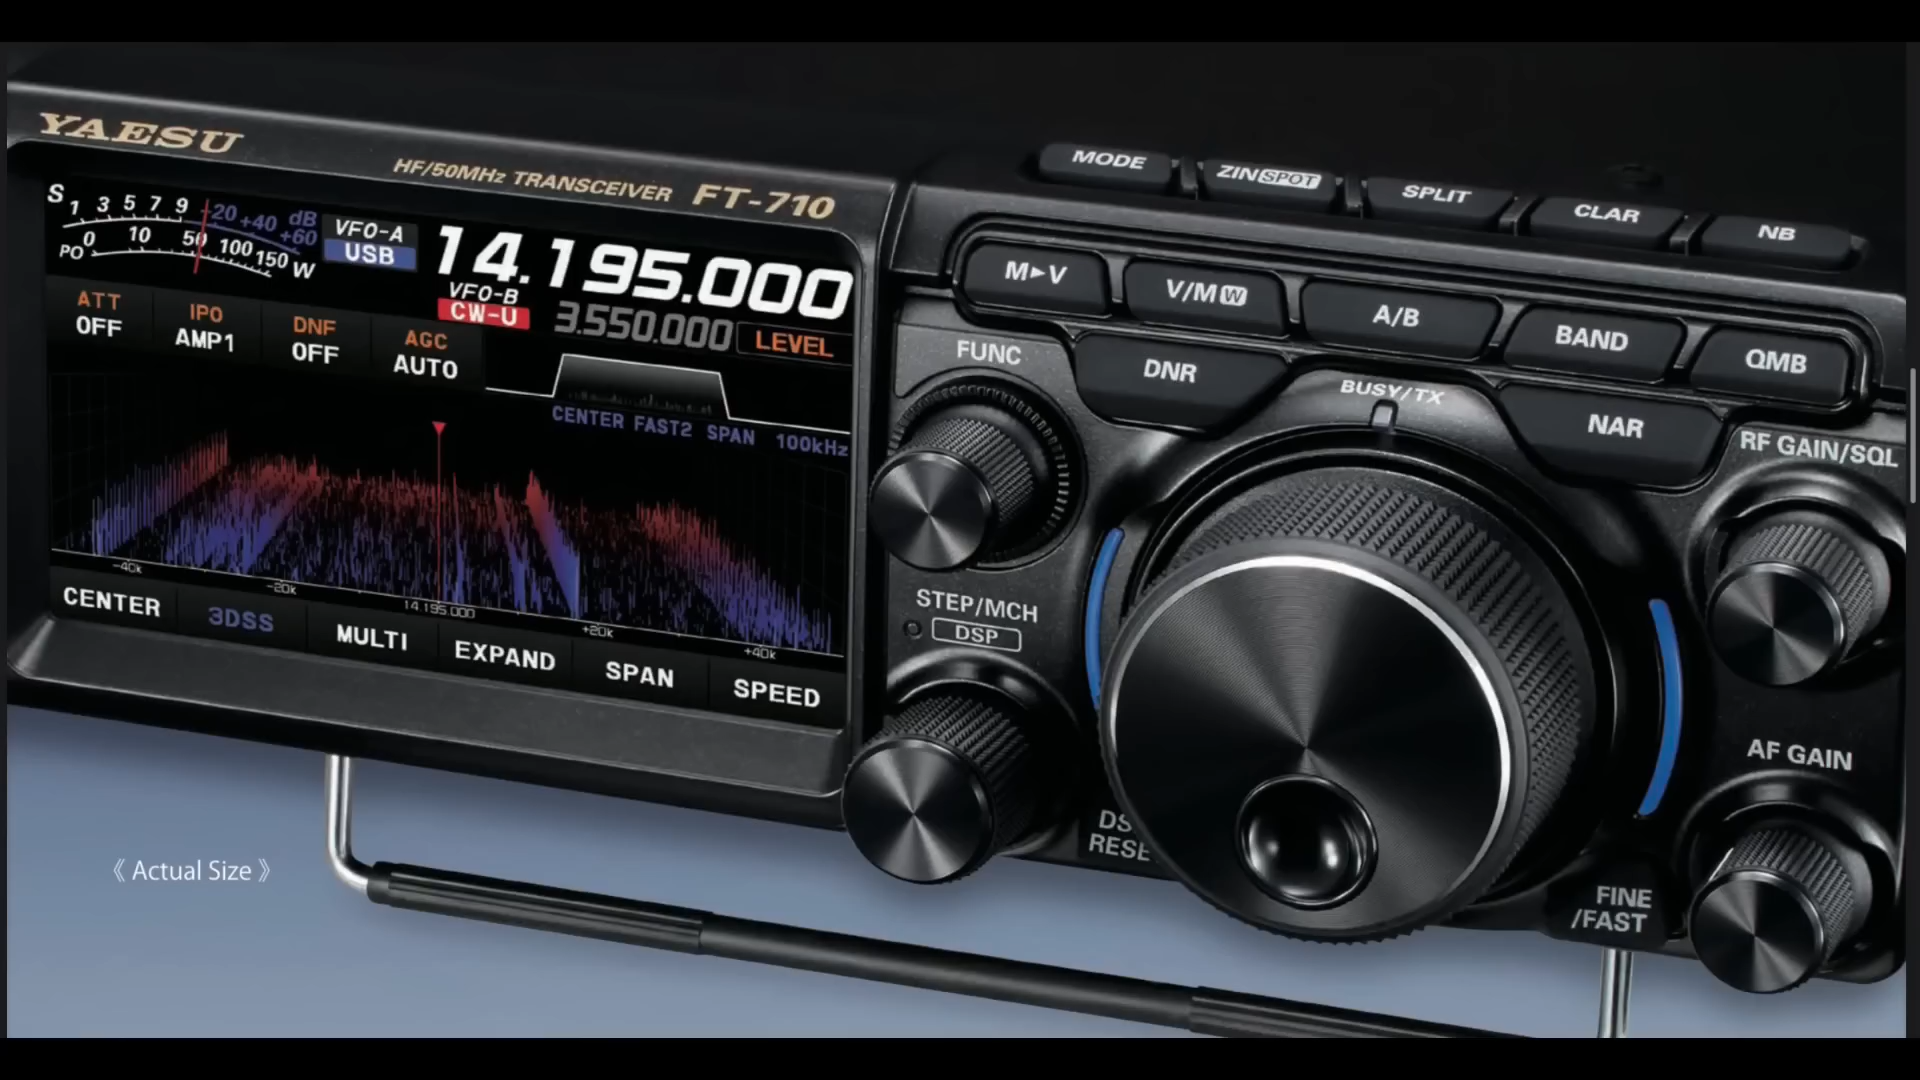 YAESU
HF/50MHz TRANSCEIVER FT-710
S 1 3 5 7 9 +20 +40 +60 dB
PO 0 10 50 100 150 W
VFO-A
USB
14.195.000
VFO-B
CW-U
3.550.000
LEVEL
ATT
OFF
IPO
AMP1
DNF
OFF
AGC
AUTO
CENTER FAST2 SPAN 100kHz
-40k -20k 14.195.000 +20k +40k
CENTER 3DSS MULTI EXPAND SPAN SPEED
MODE ZIN SPOT SPLIT CLAR NB
M►V V/M W A/B BAND QMB
FUNC DNR BUSY/TX NAR
RF GAIN/SQL
STEP/MCH
DSP
AF GAIN
FINE
/FAST
《 Actual Size 》